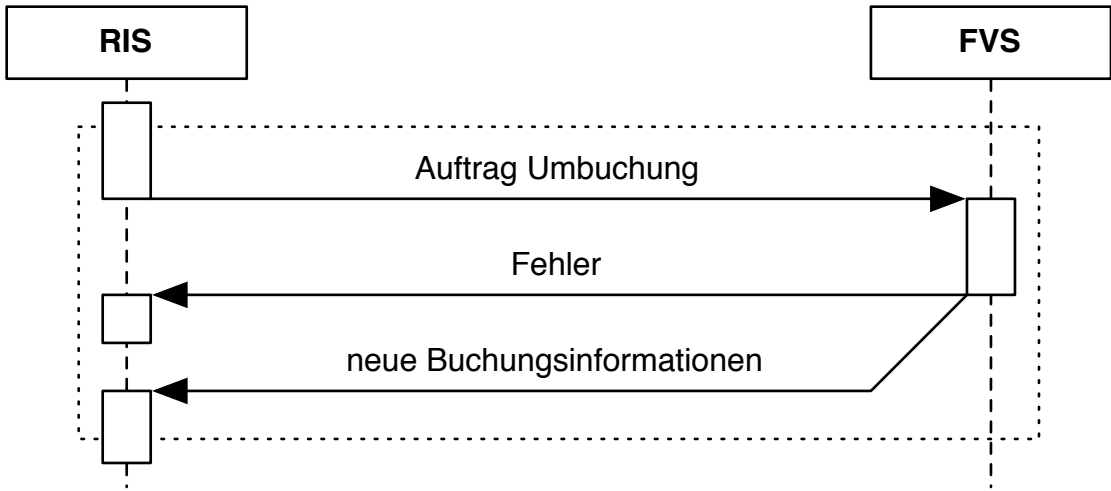 RIS
FVS
Auftrag Umbuchung
Fehler
neue Buchungsinformationen